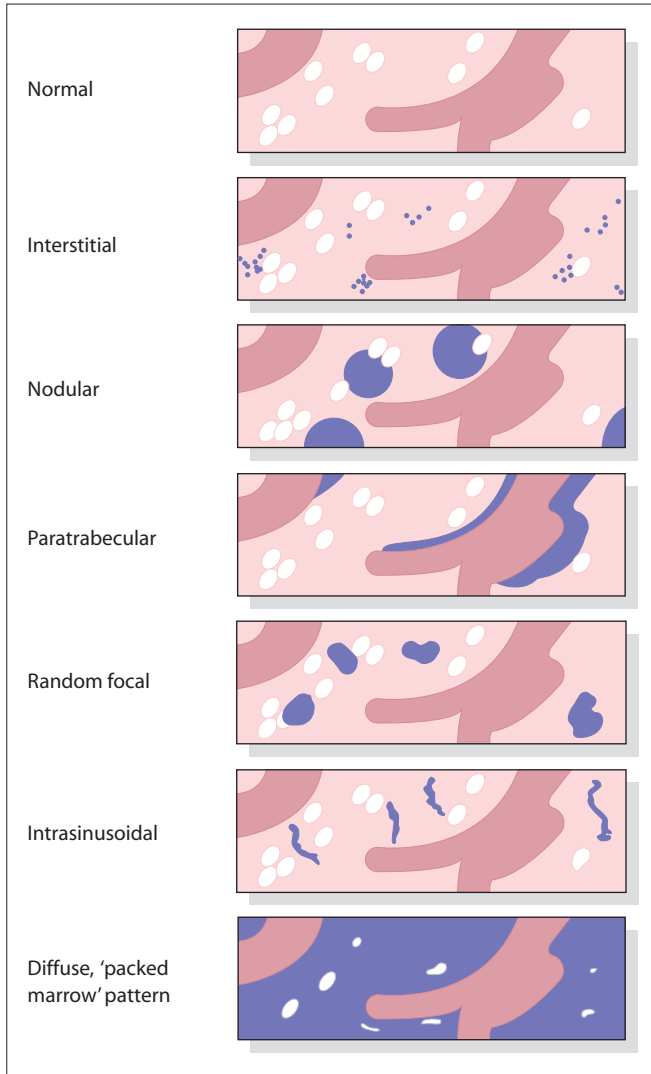 Normal
Interstitial
Nodular
Paratrabecular
Random focal
Intrasinusoidal
Diffuse, ‘packed
marrow’ pattern